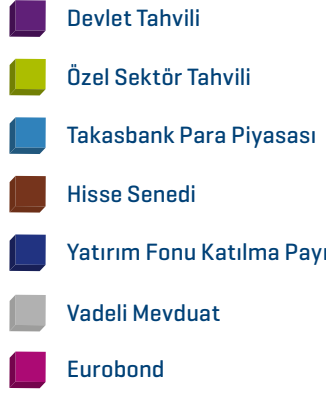 Devlet Tahvili
Özel Sektör Tahvili
Takasbank Para Piyasası
Hisse Senedi
Yatırım Fonu Katılma Payı
Vadeli Mevduat
Eurobond